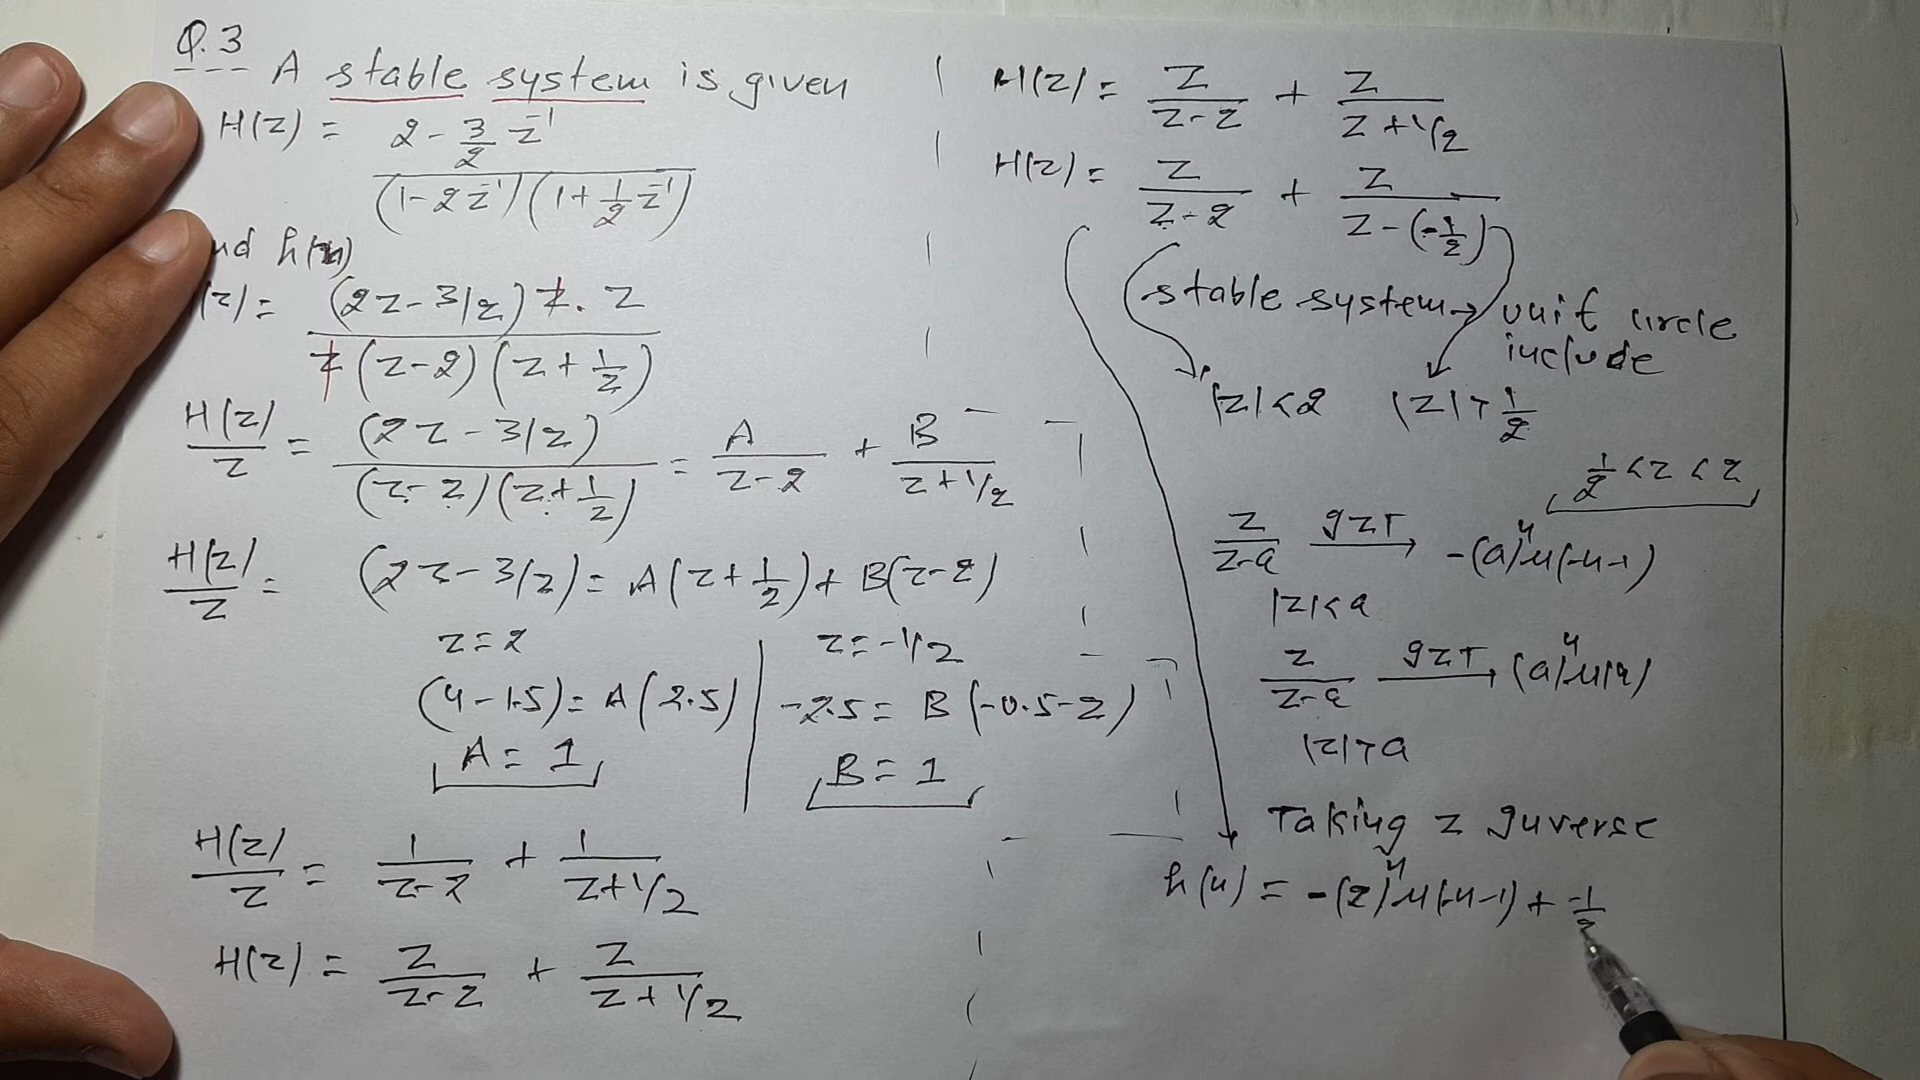 Q.3 A stable system is given
H(z) = 2 - 3/2 z^-1 / (1-2z^-1)(1+1/2 z^-1)
nd h(n)
(z) = (2z-3/2) z . z / z (z-2)(z+1/2)
H(z)/z = (2z-3/2) / (z-2)(z+1/2) = A/z-2 + B/z+1/2
H(z)/z = (2z-3/2) = A(z+1/2) + B(z-2)
z=2
(4-1.5) = A(2.5)
A = 1
z=-1/2
-2.5 = B(-0.5-2)
B = 1
H(z)/z = 1/z-2 + 1/z+1/2
H(z) = z/z-2 + z/z+1/2
H(z) = z/z-2 + z/z+1/2
H(z) = z/z-2 + z/z-(-1/2)
stable system → unit circle
include
|z|<2 |z|>1/2
1/2 < z < 2
z/z-a IZT → -(a)^n u(-n-1)
|z|<a
z/z-a IZT → (a)^n u(n)
|z|>a
Taking z Inverse
h(n) = -(2)^n u(-n-1) + -1/2